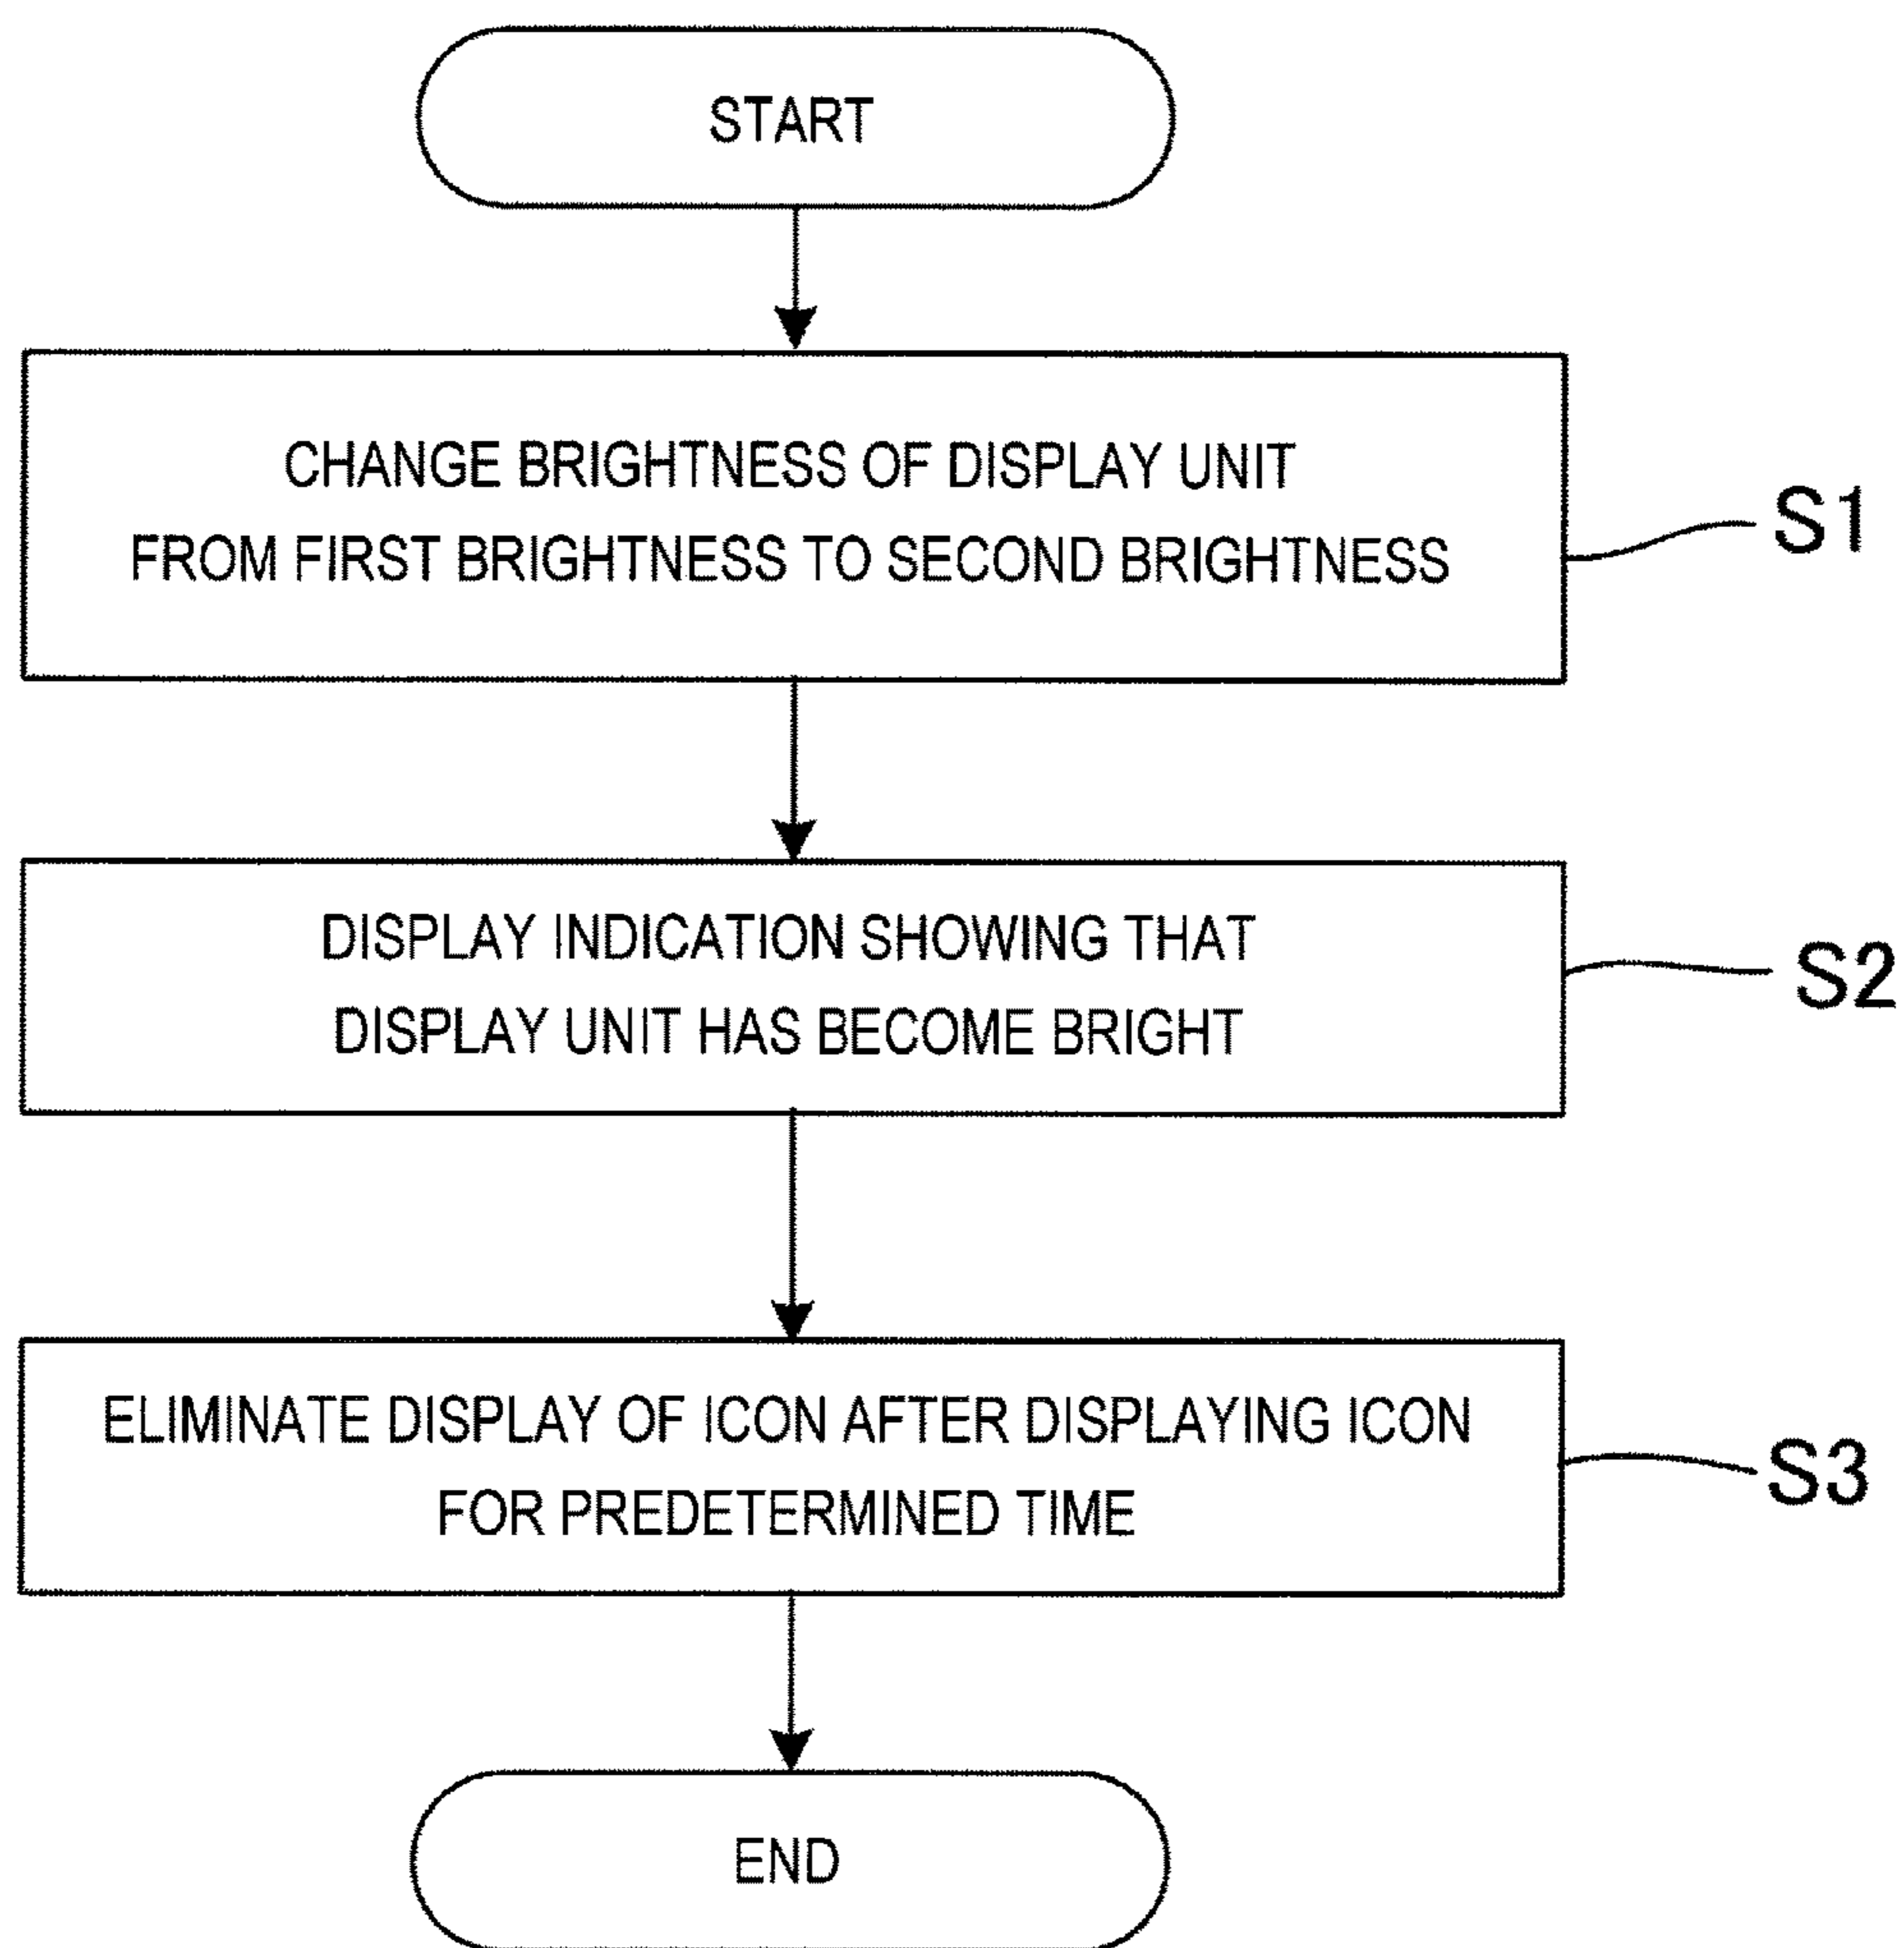 START
CHANGE BRIGHTNESS OF DISPLAY UNIT
FROM FIRST BRIGHTNESS TO SECOND BRIGHTNESS
S1
DISPLAY INDICATION SHOWING THAT
DISPLAY UNIT HAS BECOME BRIGHT
S2
ELIMINATE DISPLAY OF ICON AFTER DISPLAYING ICON
FOR PREDETERMINED TIME
S3
END